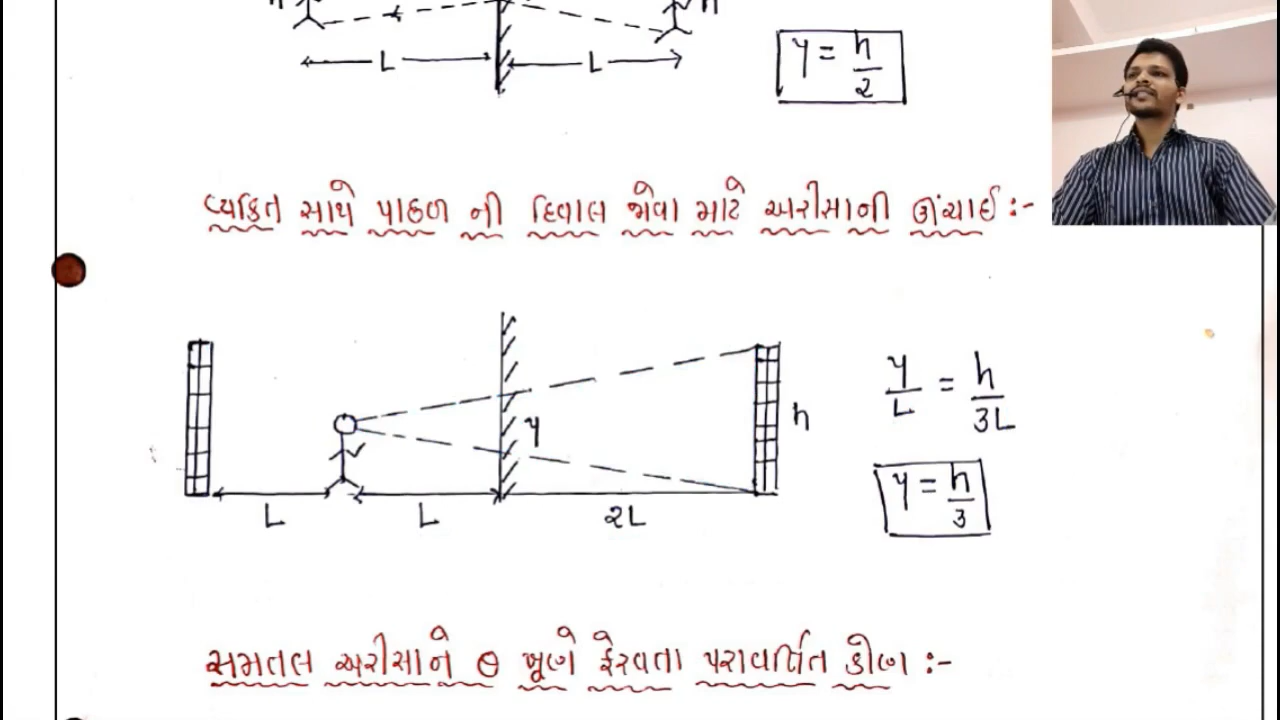 h
h
L
L
y = h/2
વ્યકિત સાથે પાછળ ની દિવાલ જોવા માટે અરીસાની ઊંચાઈ :-
y
h
L
L
2L
y/L = h/3L
y = h/3
સમતલ અરીસાને θ ખૂણે ફેરવતા પરાવર્તિત કોણ :-